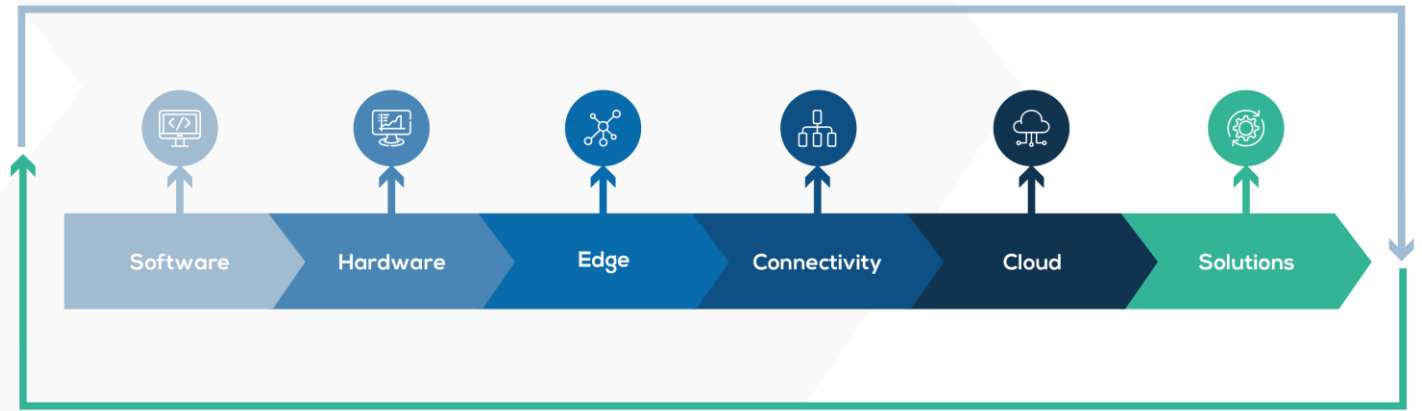 Software
Hardware
Edge
Connectivity
Cloud
Solutions